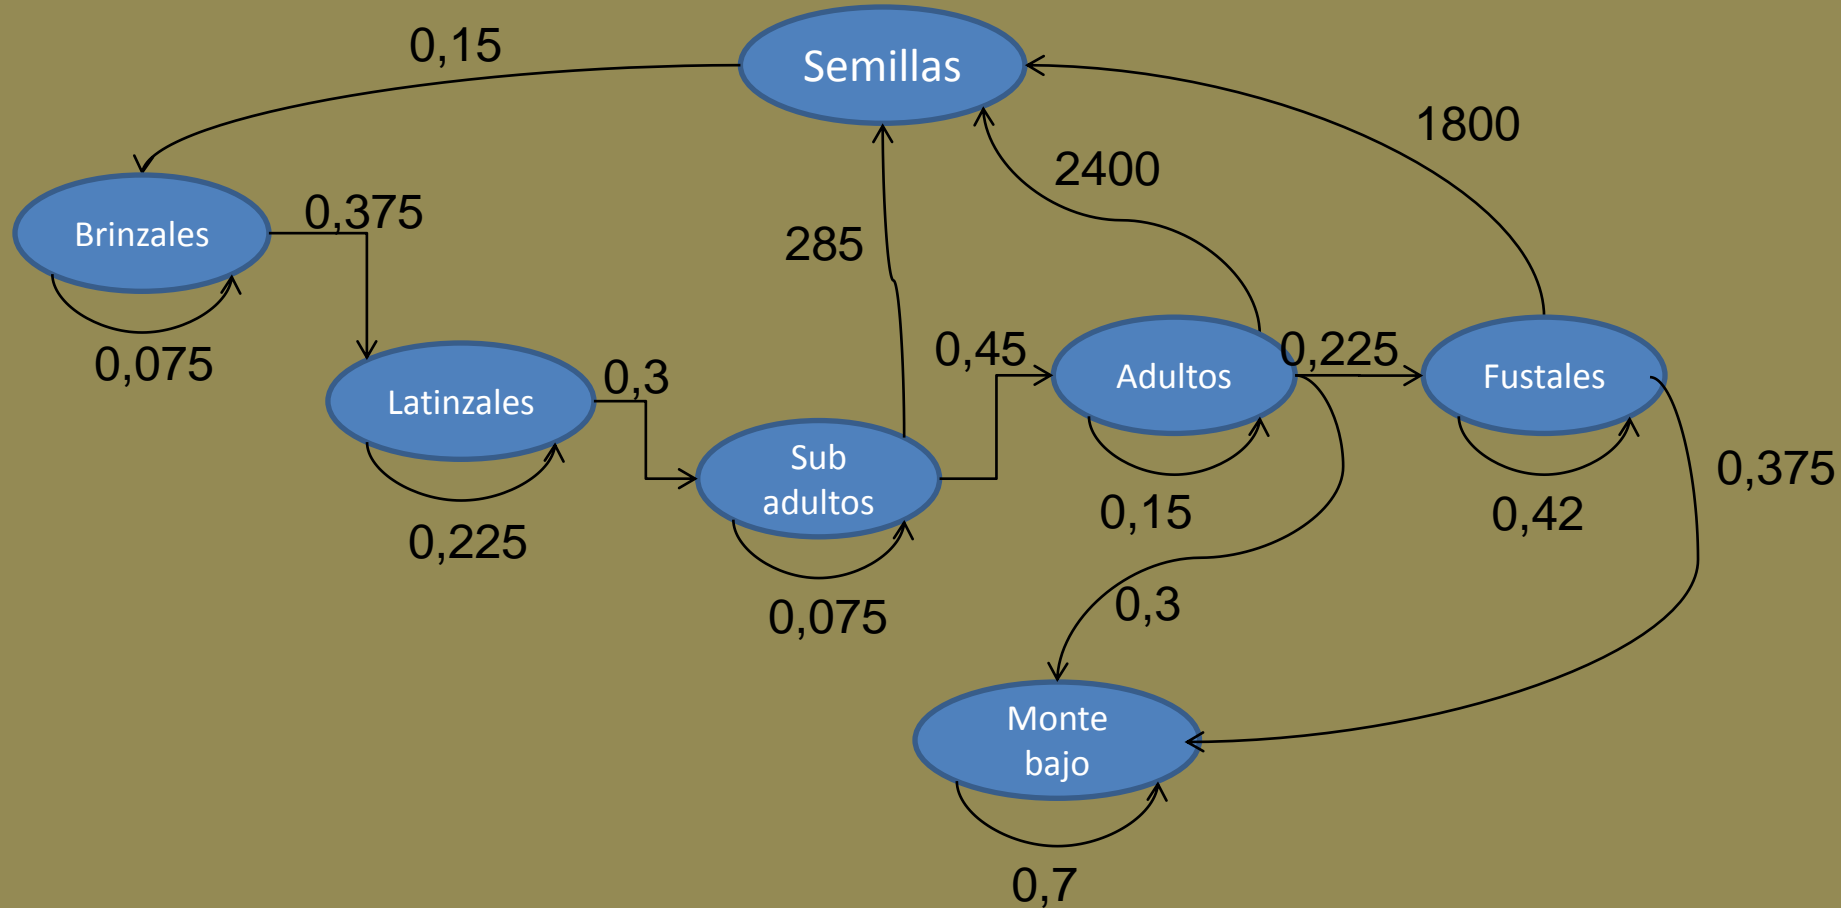 0,15
Semillas
1800
2400
0,375
Brinzales
285
0,075
0,45
0,225
Latinzales
0,3
Adultos
Fustales
Sub
adultos
0,375
0,225
0,15
0,42
0,075
0,3
Monte
bajo
0,7